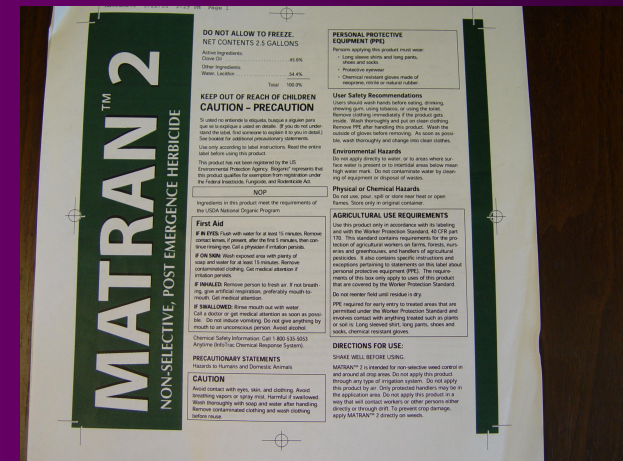 MATRAN™ 2
NON-SELECTIVE, POST EMERGENCE HERBICIDE
DO NOT ALLOW TO FREEZE.
NET CONTENTS 2.5 GALLONS
Active Ingredients:
Clove Oil 45.6%
Other Ingredients:
Water, Lecithin 54.4%
Total 100.0%
KEEP OUT OF REACH OF CHILDREN
CAUTION – PRECAUTION
Si usted no entiende la etiqueta, busque a alguien para
que se la explique a usted en detalle. (If you do not under-
stand the label, find someone to explain it to you in detail.)
See booklet for additional precautionary statements.
Use only according to label instructions. Read the entire
label before using this product.
This product has not been registered by the US
Environmental Protection Agency. represents that
this product qualifies for exemption from registration under
the Federal Insecticide, Fungicide, and Rodenticide Act.
NOP
Ingredients in this product meet the requirements of
the USDA National Organic Program
First Aid
IF IN EYES: Flush with water for at least 15 minutes. Remove
contact lenses, if present, after the first 5 minutes, then con-
tinue rinsing eye. Call a physician if irritation persists.
IF ON SKIN: Wash exposed area with plenty of
soap and water for at least 15 minutes. Remove
contaminated clothing. Get medical attention if
irritation persists.
IF INHALED: Remove person to fresh air. If not breath-
ing, give artificial respiration, preferably mouth-to-
mouth. Get medical attention.
IF SWALLOWED: Rinse mouth out with water
Call a doctor or get medical attention as soon as possi-
ble. Do not induce vomiting. Do not give anything by
mouth to an unconscious person. Avoid alcohol
Chemical Safety Information: Call 1-800-535-5053
Anytime (InfoTrac Chemical Response System).
PRECAUTIONARY STATEMENTS
Hazards to Humans and Domestic Animals
CAUTION
Avoid contact with eyes, skin, and clothing. Avoid
breathing vapors or spray mist. Harmful if swallowed.
Wash thoroughly with soap and water after handling.
Remove contaminated clothing and wash clothing
before reuse.
PERSONAL PROTECTIVE
EQUIPMENT (PPE)
Persons applying this product must wear:
• Long sleeve shirts and long pants,
shoes and socks
• Protective eyewear
• Chemical resistant gloves made of
neoprene, nitrile or natural rubber
User Safety Recommendations
Users should wash hands before eating, drinking,
chewing gum, using tobacco, or using the toilet.
Remove clothing immediately if the product gets
inside. Wash thoroughly and put on clean clothing.
Remove PPE after handling this product. Wash the
outside of gloves before removing. As soon as possi-
ble, wash thoroughly and change into clean clothes.
Environmental Hazards
Do not apply directly to water, or to areas where sur-
face water is present or to intertidal areas below mean
high water mark. Do not contaminate water by clean-
ing of equipment or disposal of wastes.
Physical or Chemical Hazards
Do not use, pour, spill or store near heat or open
flames. Store only in original container.
AGRICULTURAL USE REQUIREMENTS
Use this product only in accordance with its labeling
and with the Worker Protection Standard, 40 CFR part
170. This standard contains requirements for the pro-
tection of agricultural workers on farms, forests, nurs-
eries and greenhouses, and handlers of agricultural
pesticides. It also contains specific instructions and
exceptions pertaining to statements on this label about
personal protective equipment (PPE). The require-
ments of this box only apply to uses of this product
that are covered by the Worker Protection Standard.
Do not reenter field until residue is dry.
PPE required for early entry to treated areas that are
permitted under the Worker Protection Standard and
involves contact with anything treated such as plants
or soil is: Long sleeved shirt, long pants, shoes and
socks, chemical resistant gloves
DIRECTIONS FOR USE:
SHAKE WELL BEFORE USING.
MATRAN™ 2 is intended for non-selective weed control in
and around all crop areas. Do not apply this product
through any type of irrigation system. Do not apply
this product by air. Only protected handlers may be in
the application area. Do not apply this product in a
way that will contact workers or other persons either
directly or through drift. To prevent crop damage,
apply MATRAN™ 2 directly on weeds.